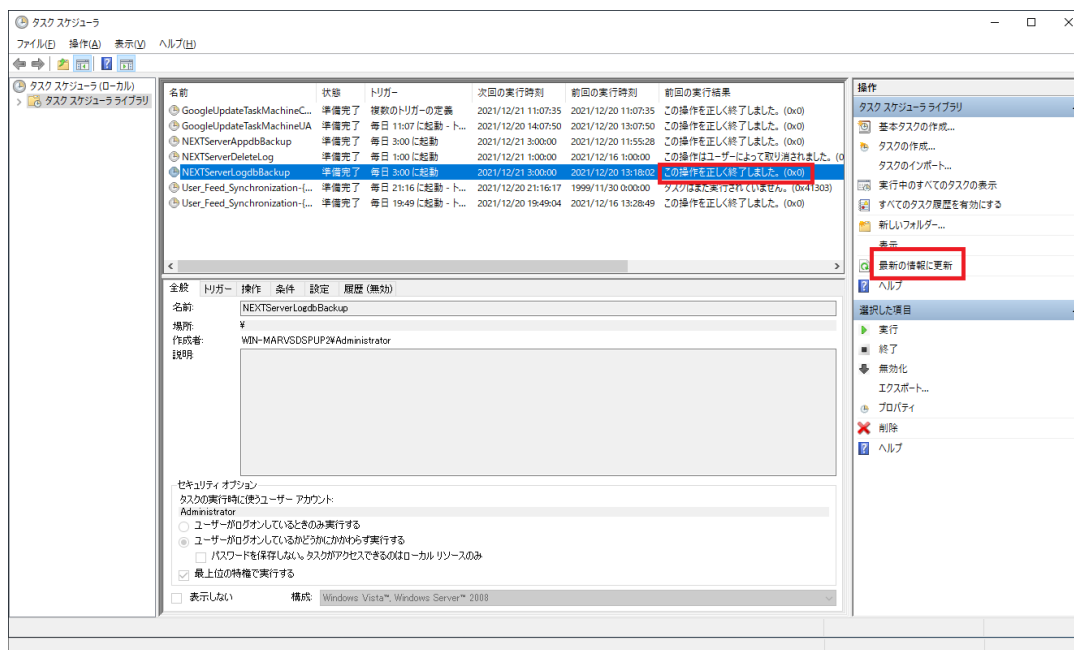 タスク スケジューラ
ファイル(F) 操作(A) 表示(V) ヘルプ(H)
タスク スケジューラ (ローカル)
タスク スケジューラ ライブラリ
名前 状態 トリガー 次回の実行時刻 前回の実行時刻 前回の実行結果
GoogleUpdateTaskMachineC... 準備完了 複数のトリガーの定義 2021/12/21 11:07:35 2021/12/20 11:07:35 この操作を正しく終了しました。 (0x0)
GoogleUpdateTaskMachineUA 準備完了 毎日 11:07 に起動 - ト... 2021/12/20 14:07:50 2021/12/20 13:07:50 この操作を正しく終了しました。 (0x0)
NEXTServerAppdbBackup 準備完了 毎日 3:00 に起動 2021/12/21 3:00:00 2021/12/20 11:55:28 この操作を正しく終了しました。 (0x0)
NEXTServerDeleteLog 準備完了 毎日 1:00 に起動 2021/12/21 1:00:00 2021/12/16 1:00:00 この操作はユーザーによって取り消されました。 (0
NEXTServerLogdbBackup 準備完了 毎日 3:00 に起動 2021/12/21 3:00:00 2021/12/20 13:18:02 この操作を正しく終了しました。 (0x0)
User_Feed_Synchronization-{... 準備完了 毎日 21:16 に起動 - ト... 2021/12/20 21:16:17 1999/11/30 0:00:00 タスクはまだ実行されていません。 (0x41303)
User_Feed_Synchronization-{... 準備完了 毎日 19:49 に起動 - ト... 2021/12/20 19:49:04 2021/12/16 13:28:49 この操作を正しく終了しました。 (0x0)
全般 トリガー 操作 条件 設定 履歴 (無効)
名前: NEXTServerLogdbBackup
場所: ¥
作成者: WIN-MARVSDSPUP2¥Administrator
説明:
セキュリティ オプション
タスクの実行時に使うユーザー アカウント:
Administrator
ユーザーがログオンしているときのみ実行する
ユーザーがログオンしているかどうかにかかわらず実行する
パスワードを保存しない。タスクがアクセスできるのはローカル リソースのみ
最上位の特権で実行する
表示しない 構成: Windows Vista™, Windows Server™ 2008
操作
タスク スケジューラ ライブラリ
基本タスクの作成...
タスクの作成...
タスクのインポート...
実行中のすべてのタスクの表示
すべてのタスク履歴を有効にする
新しいフォルダー...
表示
最新の情報に更新
ヘルプ
選択した項目
実行
終了
無効化
エクスポート...
プロパティ
削除
ヘルプ